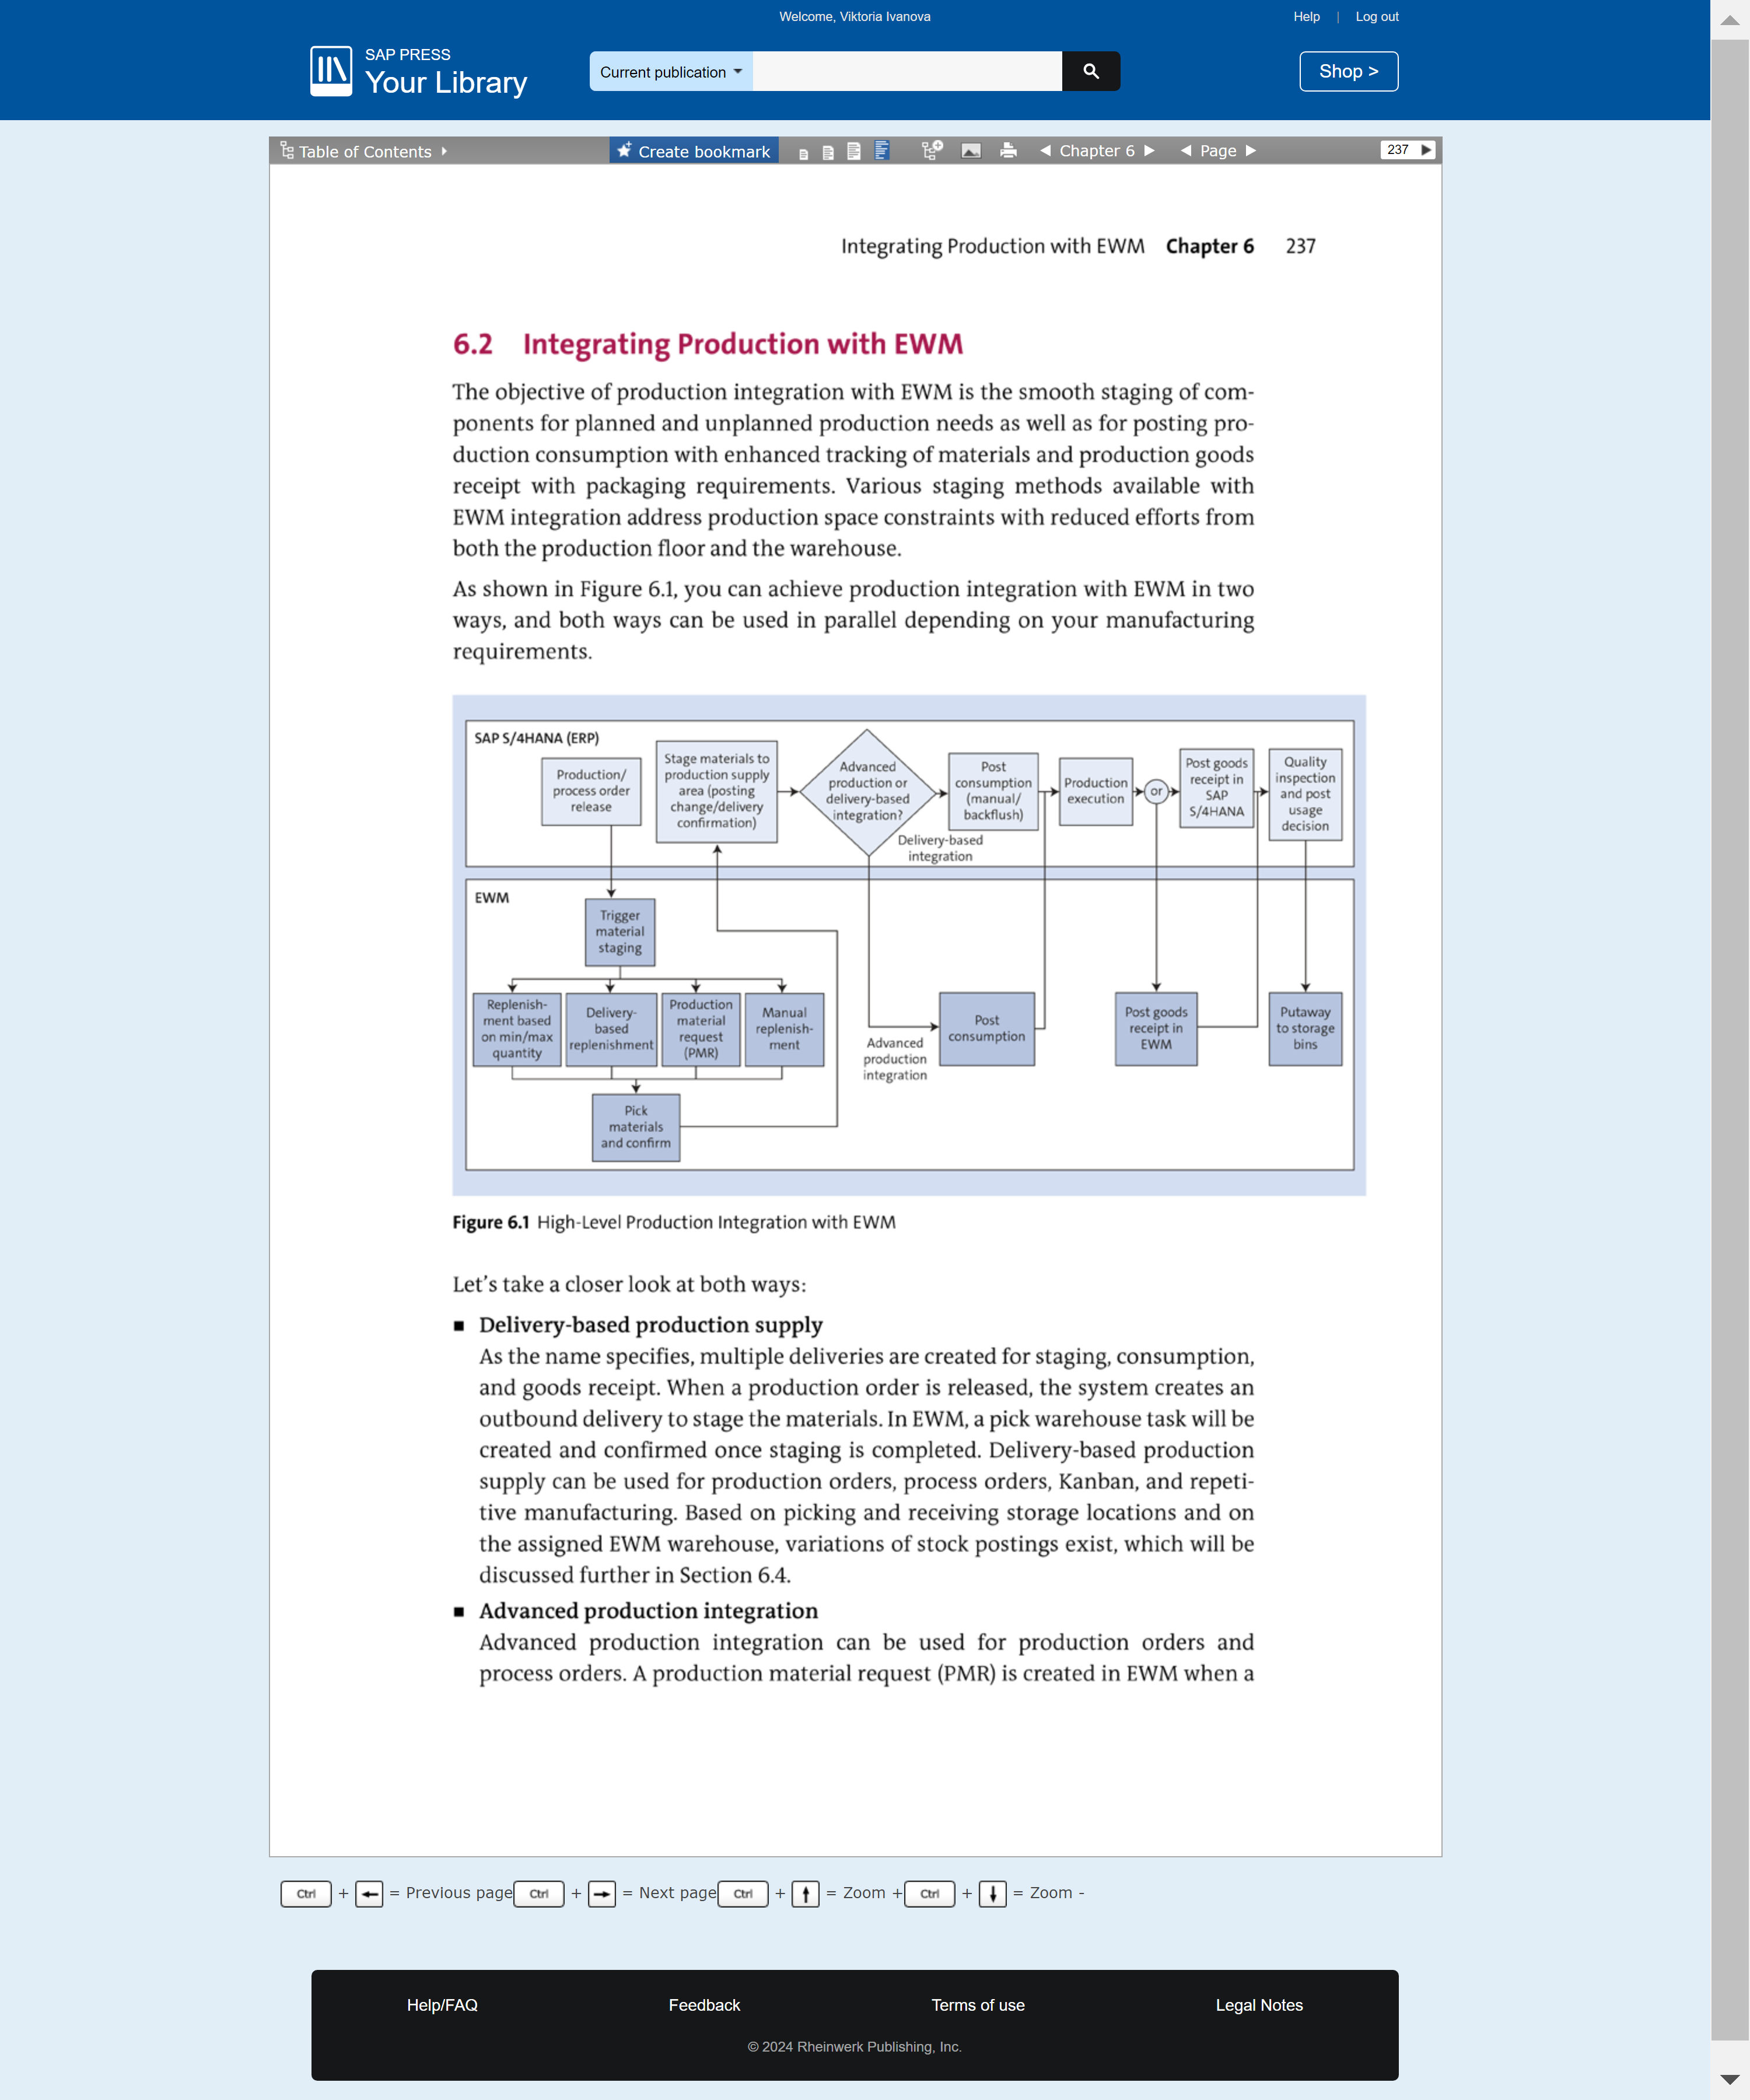 Welcome, Viktoria Ivanova
Help | Log out
SAP PRESS
Your Library
Current publication
Shop >
Table of Contents
Create bookmark
Chapter 6
Page
237
Integrating Production with EWM Chapter 6 237
6.2 Integrating Production with EWM
The objective of production integration with EWM is the smooth staging of com-
ponents for planned and unplanned production needs as well as for posting pro-
duction consumption with enhanced tracking of materials and production goods
receipt with packaging requirements. Various staging methods available with
EWM integration address production space constraints with reduced efforts from
both the production floor and the warehouse.
As shown in Figure 6.1, you can achieve production integration with EWM in two
ways, and both ways can be used in parallel depending on your manufacturing
requirements.
SAP S/4HANA (ERP)
Production/
process order
release
Stage materials to
production supply
area (posting
change/delivery
confirmation)
Advanced
production or
delivery-based
integration?
Delivery-based
integration
Post
consumption
(manual/
backflush)
Production
execution
or
Post goods
receipt in
SAP
S/4HANA
Quality
inspection
and post
usage
decision
EWM
Trigger
material
staging
Replenish-
ment based
on min/max
quantity
Delivery-
based
replenishment
Production
material
request
(PMR)
Manual
replenish-
ment
Pick
materials
and confirm
Advanced
production
integration
Post
consumption
Post goods
receipt in
EWM
Putaway
to storage
bins
Figure 6.1 High-Level Production Integration with EWM
Let's take a closer look at both ways:
■ Delivery-based production supply
As the name specifies, multiple deliveries are created for staging, consumption,
and goods receipt. When a production order is released, the system creates an
outbound delivery to stage the materials. In EWM, a pick warehouse task will be
created and confirmed once staging is completed. Delivery-based production
supply can be used for production orders, process orders, Kanban, and repeti-
tive manufacturing. Based on picking and receiving storage locations and on
the assigned EWM warehouse, variations of stock postings exist, which will be
discussed further in Section 6.4.
■ Advanced production integration
Advanced production integration can be used for production orders and
process orders. A production material request (PMR) is created in EWM when a
Ctrl + ← = Previous page Ctrl + → = Next page Ctrl + ↑ = Zoom + Ctrl + ↓ = Zoom -
Help/FAQ Feedback Terms of use Legal Notes
© 2024 Rheinwerk Publishing, Inc.